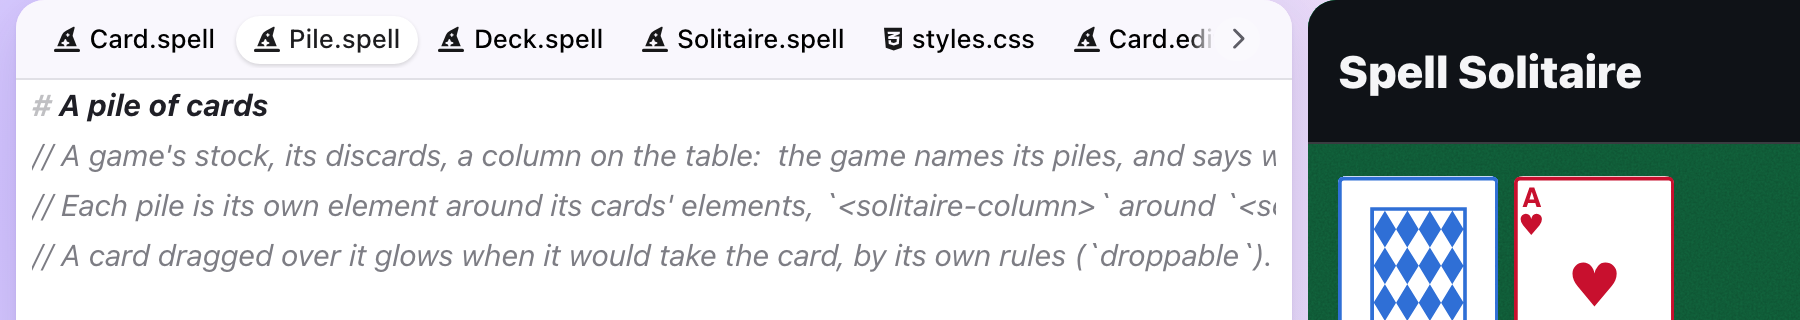 Card.spell Pile.spell Deck.spell Solitaire.spell styles.css Card.edi
Spell Solitaire
# A pile of cards
// A game's stock, its discards, a column on the table:  the game names its piles, and says
// Each pile is its own element around its cards' elements, `<solitaire-column>` around `<so
// A card dragged over it glows when it would take the card, by its own rules (`droppable`).
A